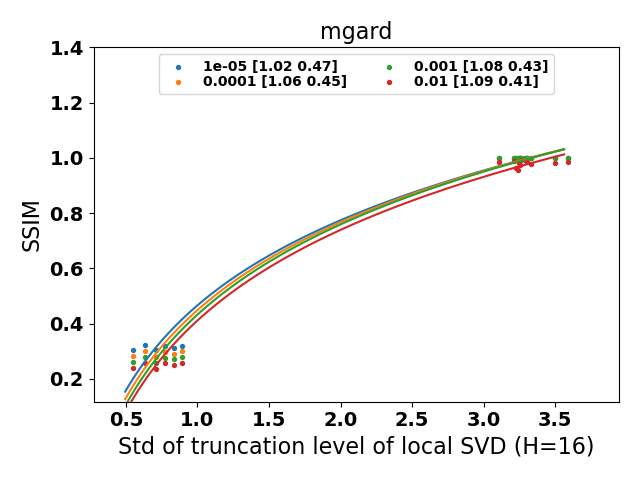 mgard
1e-05 [1.02 0.47]
0.0001 [1.06 0.45]
0.001 [1.08 0.43]
0.01 [1.09 0.41]
SSIM
1.4
1.2
1.0
0.8
0.6
0.4
0.2
0.5 1.0 1.5 2.0 2.5 3.0 3.5
Std of truncation level of local SVD (H=16)